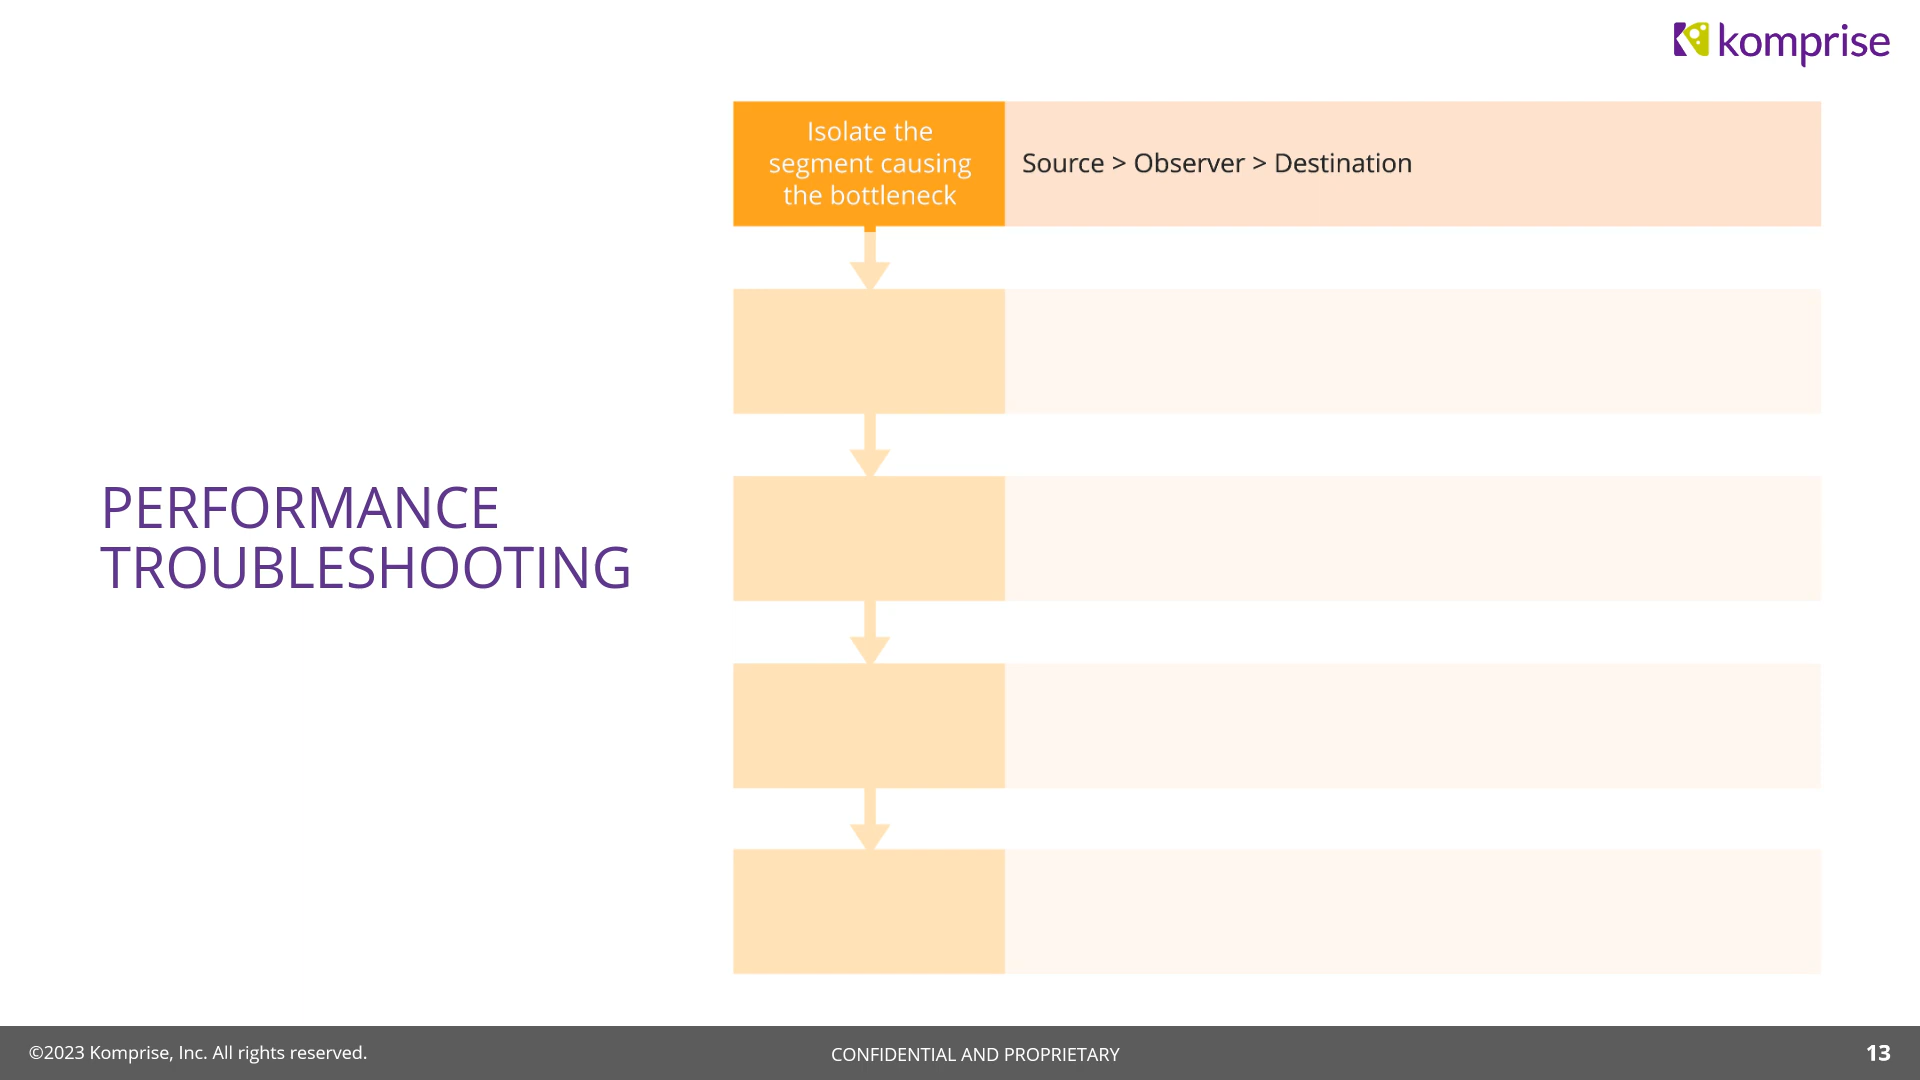 komprise
Isolate the
segment causing
the bottleneck
Source > Observer > Destination
PERFORMANCE
TROUBLESHOOTING
©2023 Komprise, Inc. All rights reserved.
CONFIDENTIAL AND PROPRIETARY
13